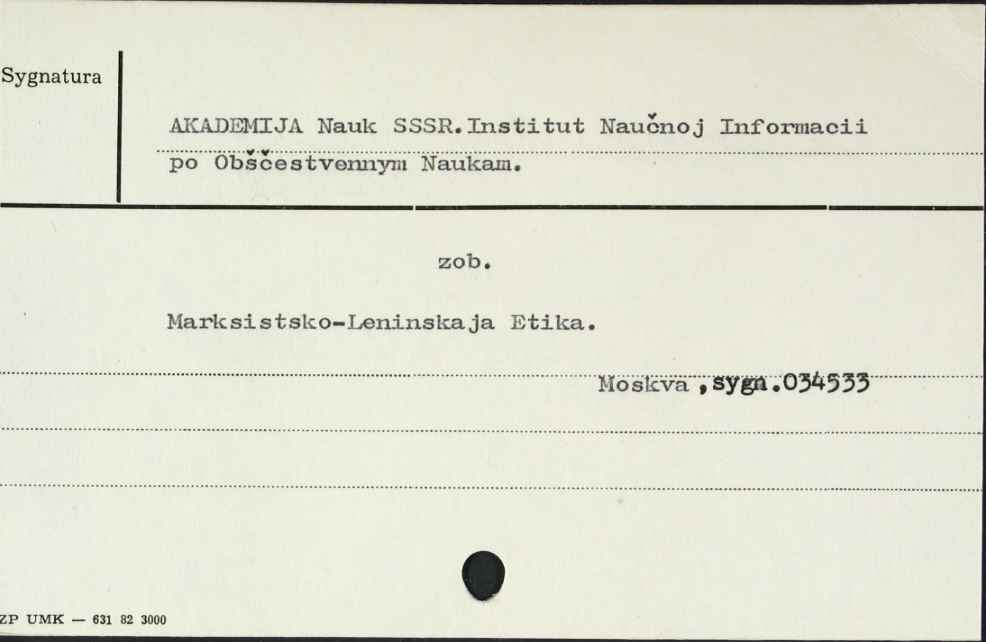 Sygnatura
AKADEMIJA Nauk SSSR.Institut Naučnoj Informacii
po Obščestvennym Naukam.
zob.
Marksistsko-Leninskaja Etika.
Moskva ,sygn.034533
ZP UMK — 631 82 3000